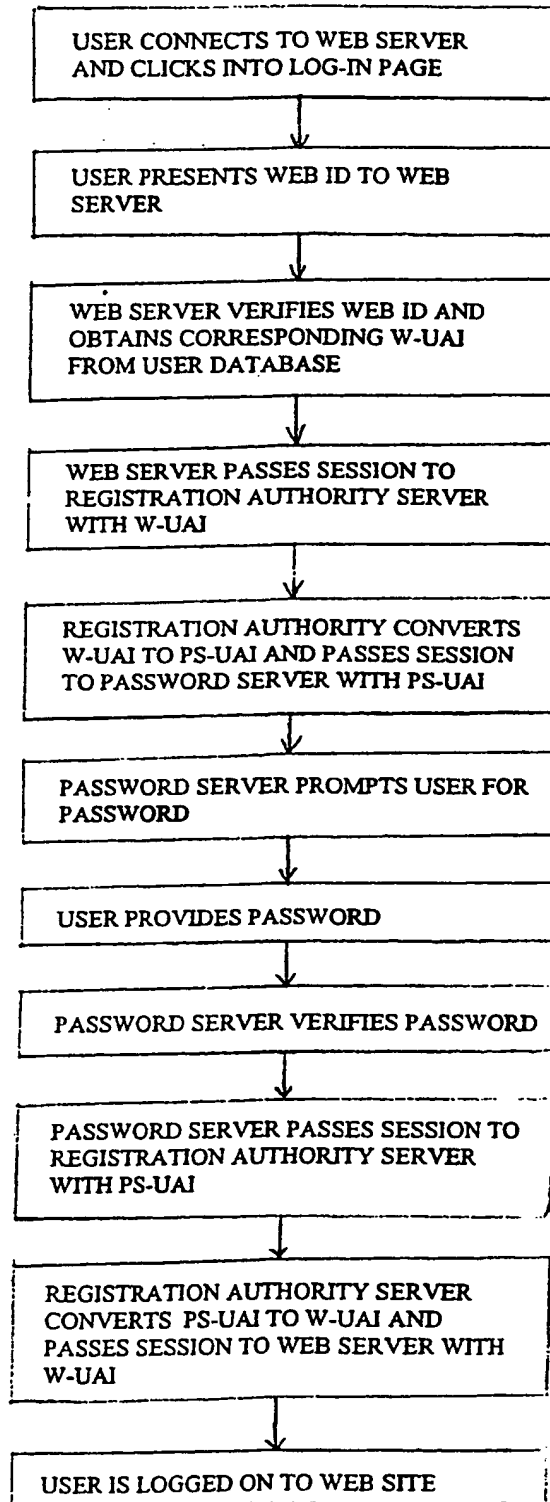 USER CONNECTS TO WEB SERVER
AND CLICKS INTO LOG-IN PAGE
USER PRESENTS WEB ID TO WEB
SERVER
WEB SERVER VERIFIES WEB ID AND
OBTAINS CORRESPONDING W-UAI
FROM USER DATABASE
WEB SERVER PASSES SESSION TO
REGISTRATION AUTHORITY SERVER
WITH W-UAI
REGISTRATION AUTHORITY CONVERTS
W-UAI TO PS-UAI AND PASSES SESSION
TO PASSWORD SERVER WITH PS-UAI
PASSWORD SERVER PROMPTS USER FOR
PASSWORD
USER PROVIDES PASSWORD
PASSWORD SERVER VERIFIES PASSWORD
PASSWORD SERVER PASSES SESSION TO
REGISTRATION AUTHORITY SERVER
WITH PS-UAI
REGISTRATION AUTHORITY SERVER
CONVERTS PS-UAI TO W-UAI AND
PASSES SESSION TO WEB SERVER WITH
W-UAI
USER IS LOGGED ON TO WEB SITE